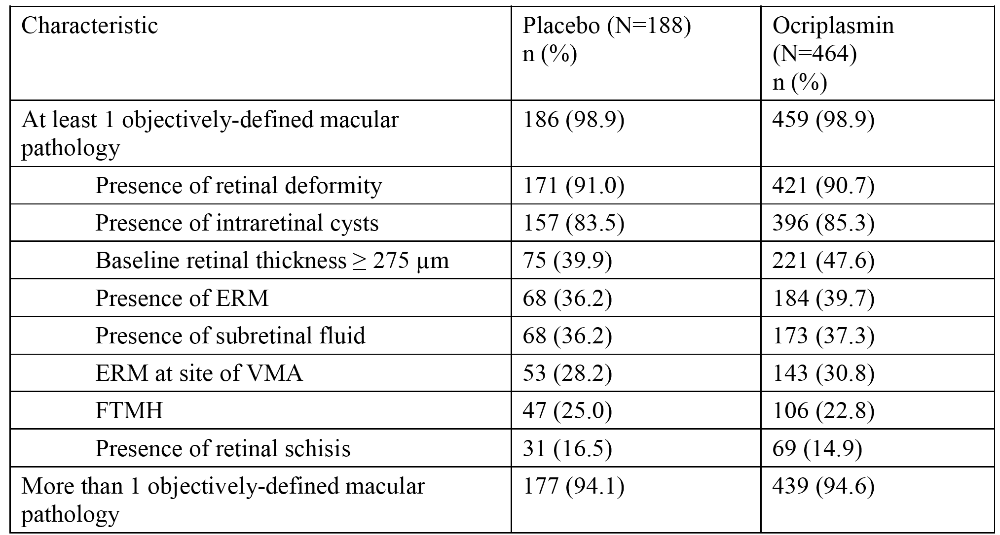 Characteristic Placebo (N=188) Ocriplasmin
n (%) (N=464)
n (%)
At least 1 objectively-defined macular 186 (98.9) 459 (98.9)
pathology
Presence of retinal deformity 171 (91.0) 421 (90.7)
Presence of intraretinal cysts 157 (83.5) 396 (85.3)
Baseline retinal thickness ≥ 275 µm 75 (39.9) 221 (47.6)
Presence of ERM 68 (36.2) 184 (39.7)
Presence of subretinal fluid 68 (36.2) 173 (37.3)
ERM at site of VMA 53 (28.2) 143 (30.8)
FTMH 47 (25.0) 106 (22.8)
Presence of retinal schisis 31 (16.5) 69 (14.9)
More than 1 objectively-defined macular 177 (94.1) 439 (94.6)
pathology